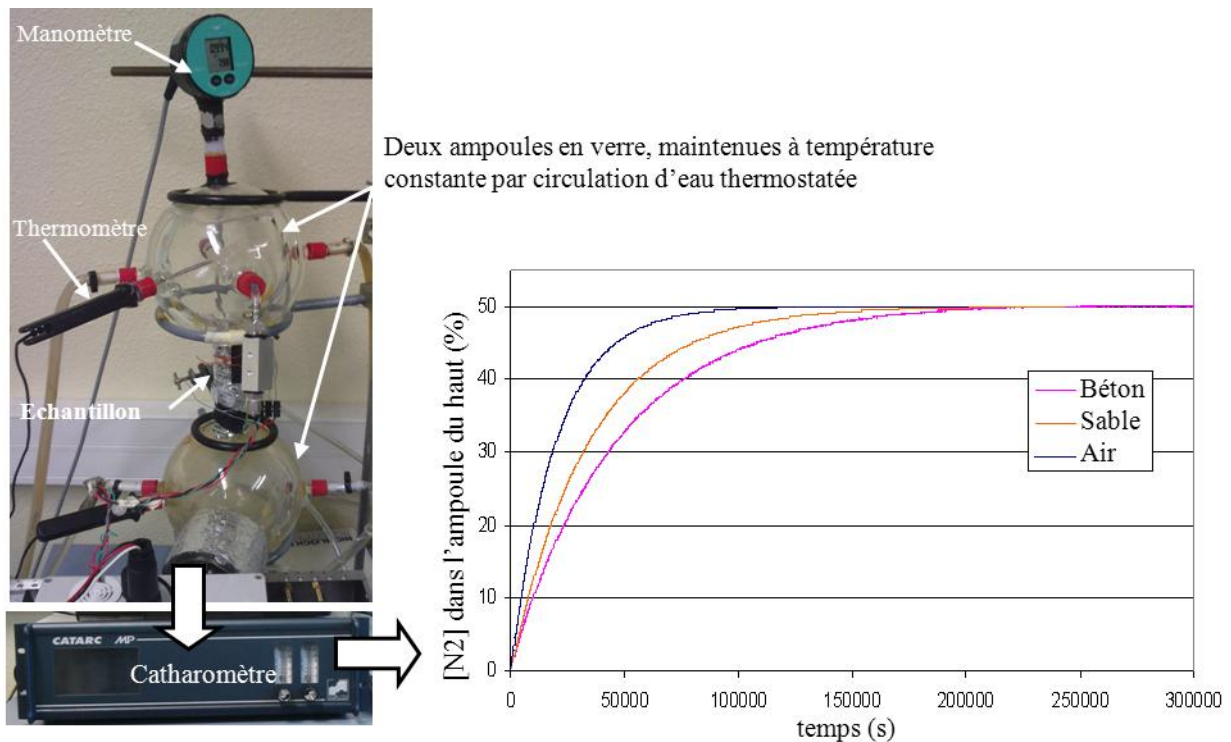 Manomètre
Deux ampoules en verre, maintenues à température
constante par circulation d'eau thermostatée
Thermomètre
Echantillon
CATARC MP
Catharomètre
[N2] dans l'ampoule du haut (%)
50
40
30
20
10
0
0 50000 100000 150000 200000 250000 300000
temps (s)
Béton
Sable
Air